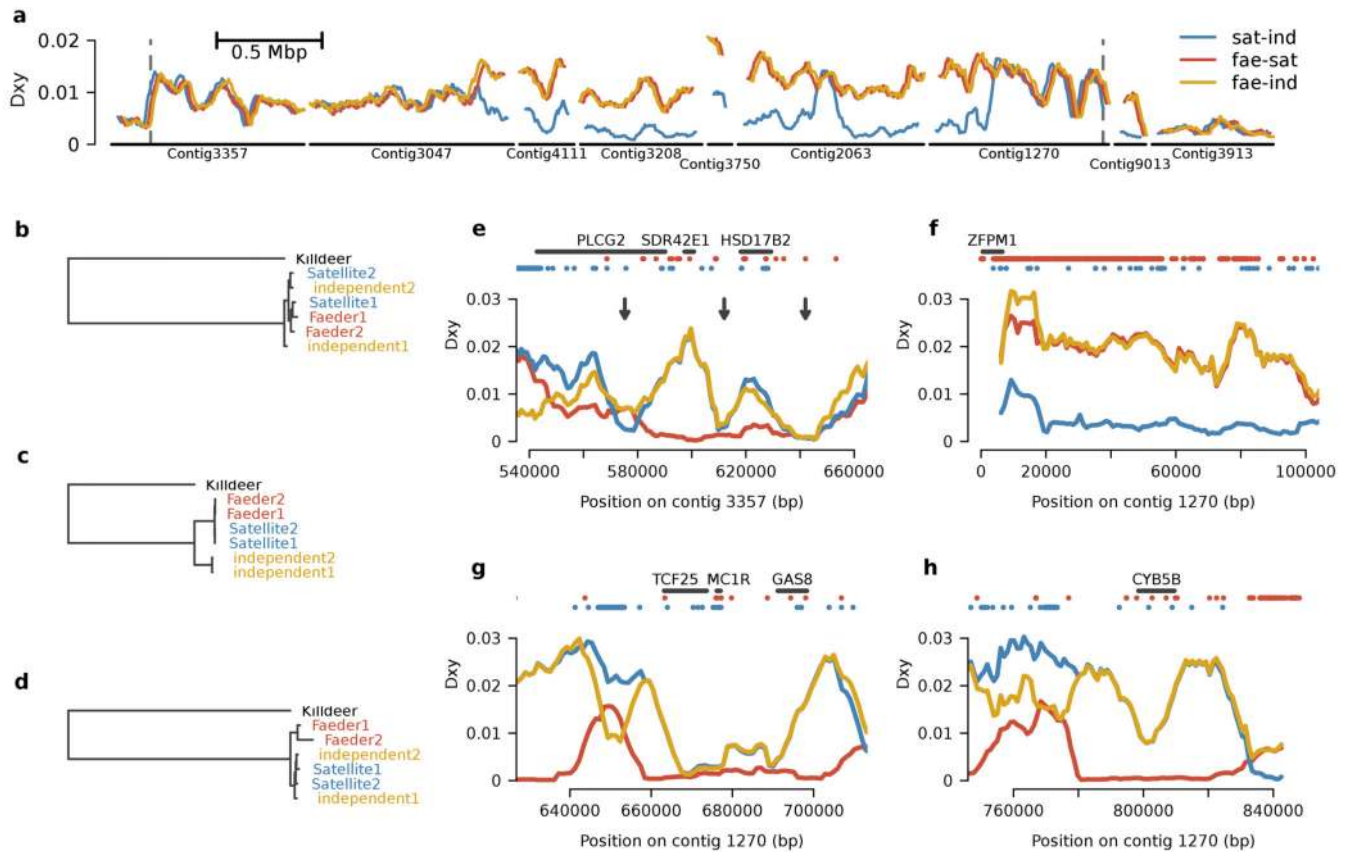 a
0.02
0.01
0
Dxy
0.5 Mbp
sat-ind
fae-sat
fae-ind
Contig3357
Contig3047
Contig4111
Contig3208
Contig3750
Contig2063
Contig1270
Contig9013
Contig3913
b
Killdeer
Satellite2
independent2
Satellite1
Faeder1
Faeder2
independent1
c
Killdeer
Faeder2
Faeder1
Satellite2
Satellite1
independent2
independent1
d
Killdeer
Faeder1
Faeder2
independent2
Satellite1
Satellite2
independent1
e
PLCG2 SDR42E1 HSD17B2
0.03
0.02
0.01
0
Dxy
540000 580000 620000 660000
Position on contig 3357 (bp)
f
ZFPM1
0.03
0.02
0.01
0
Dxy
0 20000 60000 100000
Position on contig 1270 (bp)
g
TCF25 MC1R GAS8
0.03
0.02
0.01
0
Dxy
640000 660000 700000
Position on contig 1270 (bp)
h
CYB5B
0.03
0.02
0.01
0
Dxy
760000 800000 840000
Position on contig 1270 (bp)